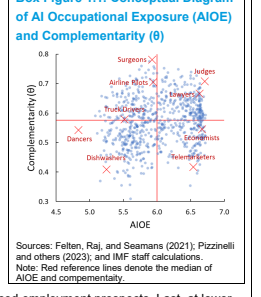 Box Figure 1.1. Conceptual Diagram
of AI Occupational Exposure (AIOE)
and Complementarity (θ)
Complementarity (θ)
0.8
0.7
0.6
0.5
0.4
0.3
Surgeons
Judges
Airline Pilots
Lawyers
Truck Drivers
Dancers
Economists
Dishwashers
Telemarketers
4.5 5.0 5.5 6.0 6.5 7.0
AIOE
Sources: Felten, Raj, and Seamans (2021); Pizzinelli
and others (2023); and IMF staff calculations.
Note: Red reference lines denote the median of
AIOE and compementaity.
employment prospects. Last, at lower